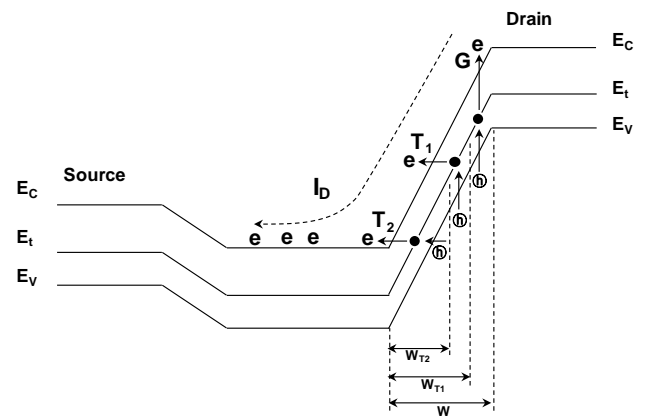 Drain
E_C
G e
E_t
E_V
T_1
e
Source
E_C
I_D
T_2
e e e e
E_t
E_V
h
h
h
W_T2
W_T1
W